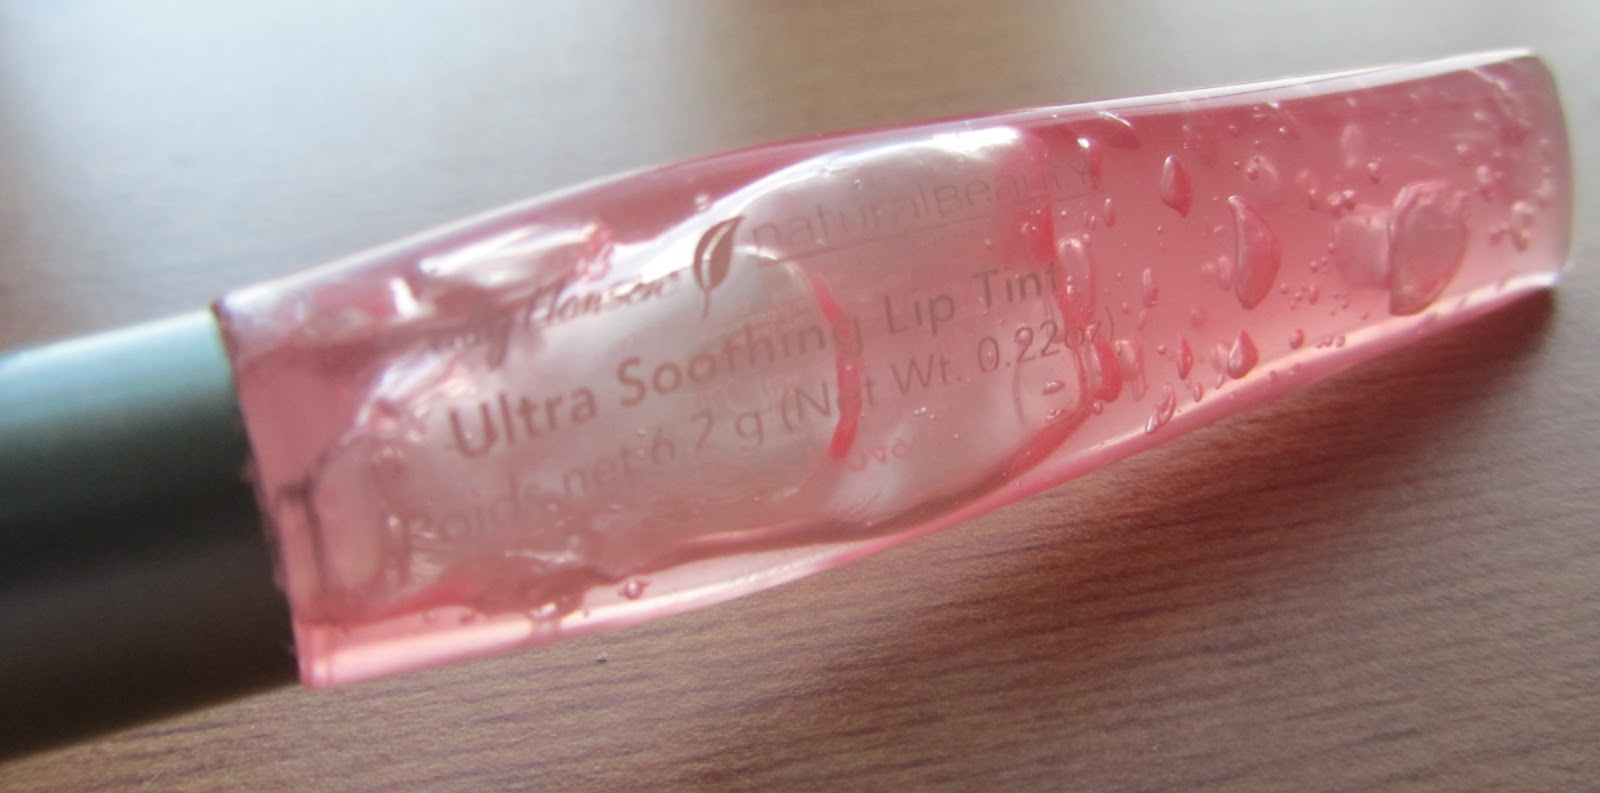 Hansen naturalBeauty
Ultra Soothing Lip Tint
Poids net 6.2 g (Net Wt. 0.22oz)